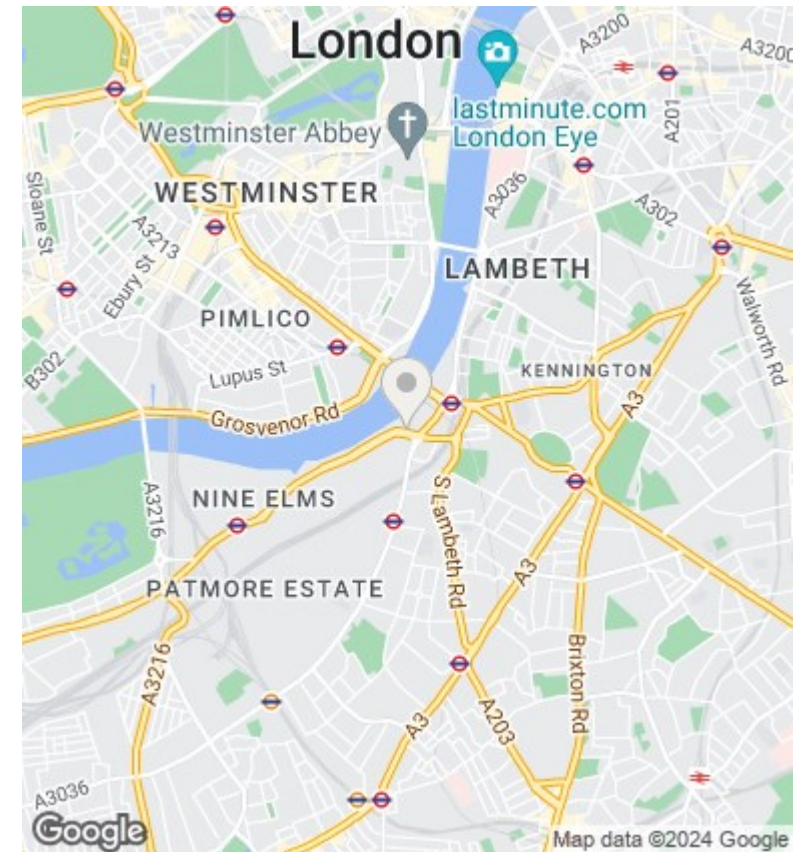 London
A3200
A3200
lastminute.com
London Eye
A201
Westminster Abbey
A3036
A302
WESTMINSTER
Sloane St
A3213
Ebury St
LAMBETH
Walworth Rd
PIMLICO
B302
Lupus St
KENNINGTON
A3
Grosvenor Rd
A3216
NINE ELMS
S Lambeth Rd
A3
PATMORE ESTATE
A3216
Brixton Rd
A203
A3
A3036
Google
Map data ©2024 Google